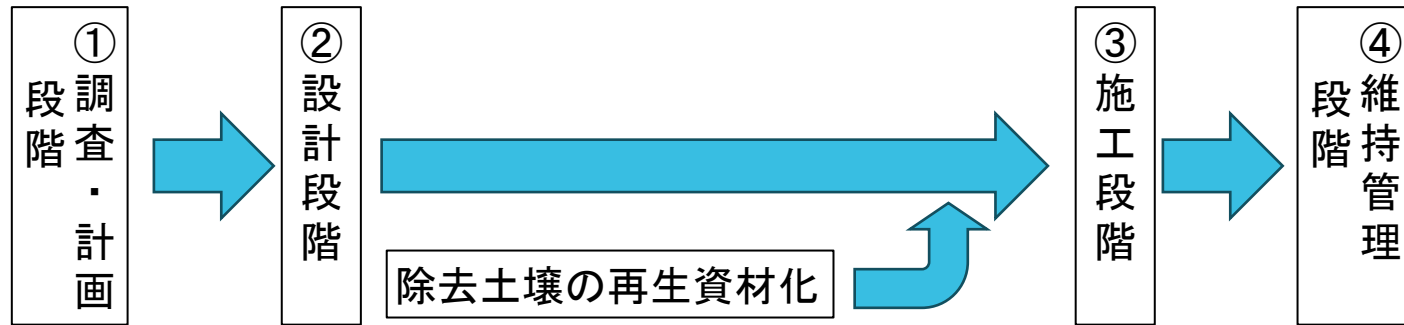 ①調査・計画
段階
②設計段階
除去土壌の再生資材化
③施工段階
④維持管理
段階